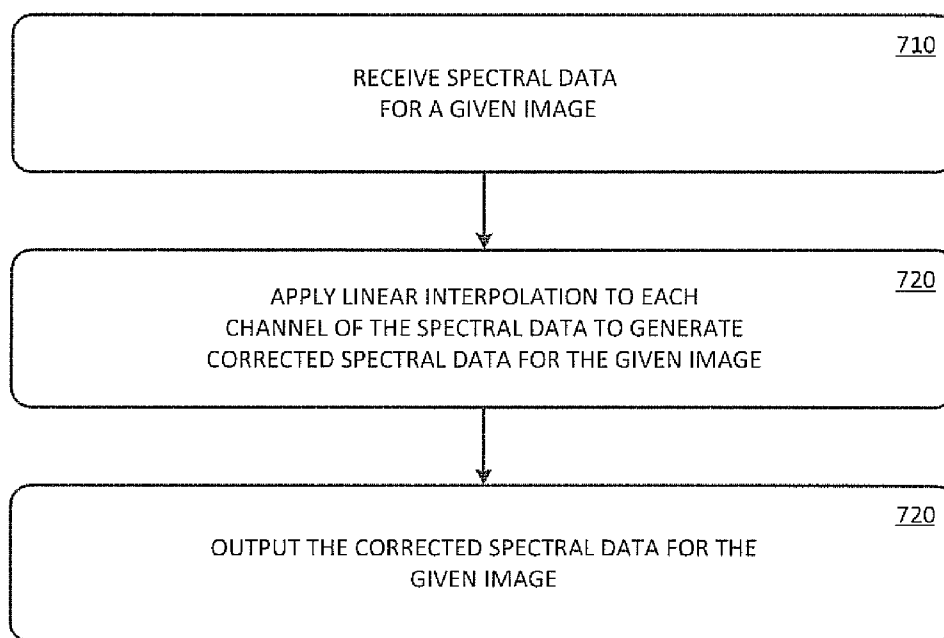 710
RECEIVE SPECTRAL DATA
FOR A GIVEN IMAGE
720
APPLY LINEAR INTERPOLATION TO EACH
CHANNEL OF THE SPECTRAL DATA TO GENERATE
CORRECTED SPECTRAL DATA FOR THE GIVEN IMAGE
720
OUTPUT THE CORRECTED SPECTRAL DATA FOR THE
GIVEN IMAGE